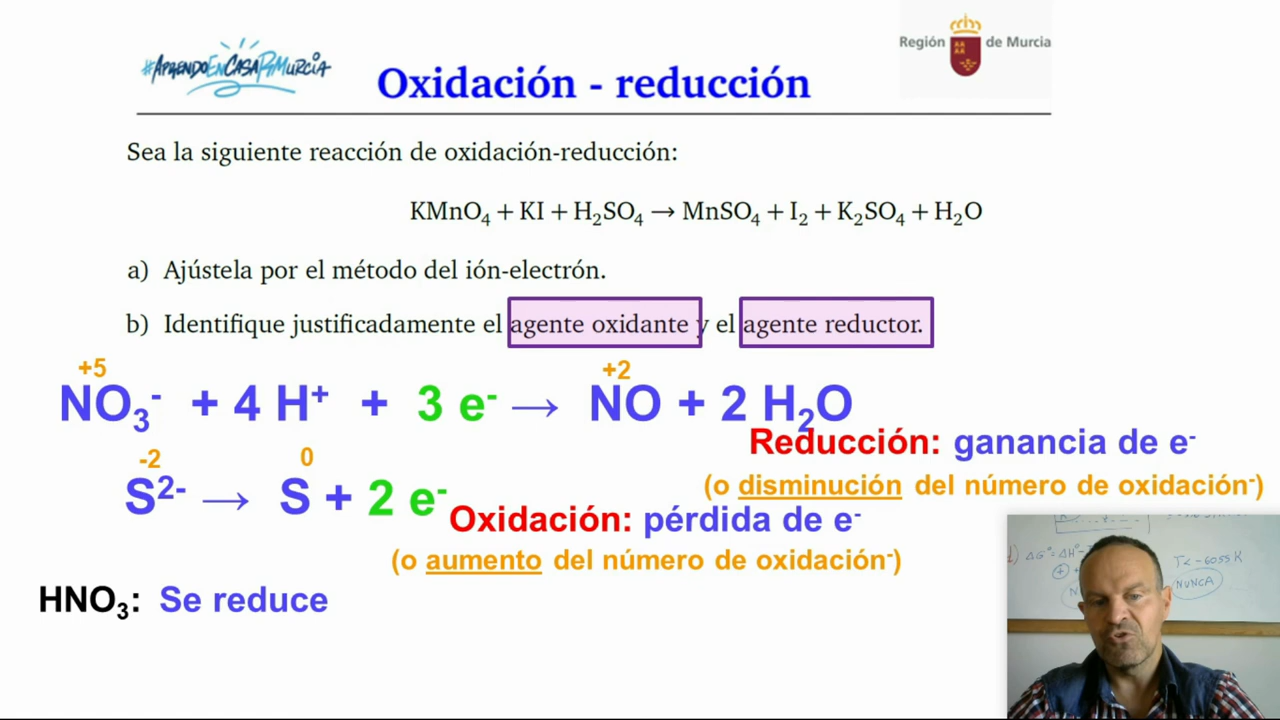 #AprendoEnCasaRMurcia
Región de Murcia
Oxidación - reducción
Sea la siguiente reacción de oxidación-reducción:
KMnO₄ + KI + H₂SO₄ → MnSO₄ + I₂ + K₂SO₄ + H₂O
a) Ajústela por el método del ión-electrón.
b) Identifique justificadamente el agente oxidante y el agente reductor.
+5 +2
NO₃⁻ + 4 H⁺ + 3 e⁻ → NO + 2 H₂O
Reducción: ganancia de e⁻
(o disminución del número de oxidación⁻)
-2 0
S²⁻ → S + 2 e⁻
Oxidación: pérdida de e⁻
(o aumento del número de oxidación⁻)
HNO₃: Se reduce
ΔG°=ΔH°-
T<-6055 K
NUNCA